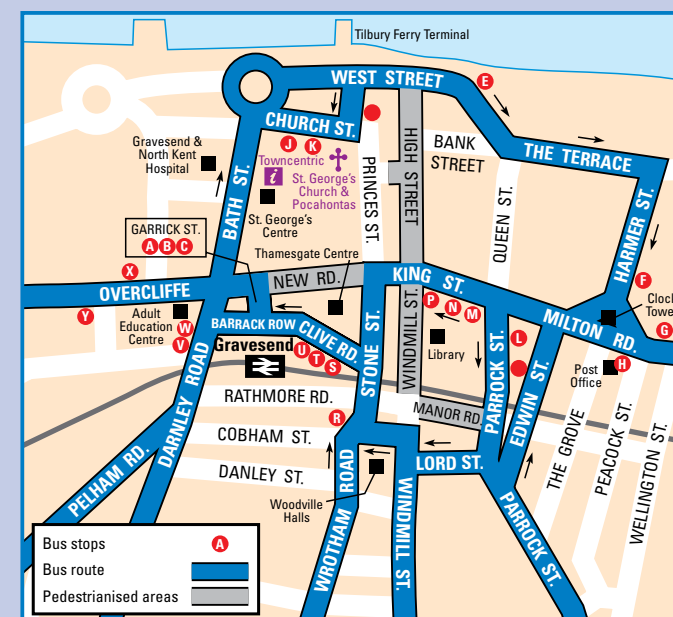 Tilbury Ferry Terminal
WEST STREET
E
CHURCH ST.
J
K
HIGH STREET
BANK
STREET
THE TERRACE
Gravesend &
North Kent
Hospital
Towncentric
i
St. George's
Church &
Pocahontas
PRINCES ST.
BATH ST.
St. George's
Centre
QUEEN ST.
HARMER ST.
GARRICK ST.
A B C
Thamesgate Centre
X
OVERCLIFFE
NEW RD.
KING ST.
F
Y
Adult
Education
Centre
W
V
BARRACK ROW
CLIVE RD.
Gravesend
U
T
S
STONE ST.
WINDMILL ST.
P
N
M
Library
L
MILTON RD.
Clock
Towe
G
DARNLEY ROAD
PARROCK ST.
EDWIN ST.
Post
Office
H
RATHMORE RD.
MANOR RD.
R
COBHAM ST.
DANLEY ST.
LORD ST.
THE GROVE
PEACOCK ST.
WELLINGTON ST.
PELHAM RD.
Woodville
Halls
WROTHAM ROAD
WINDMILL ST.
PARROCK ST.
Bus stops
A
Bus route
Pedestrianised areas